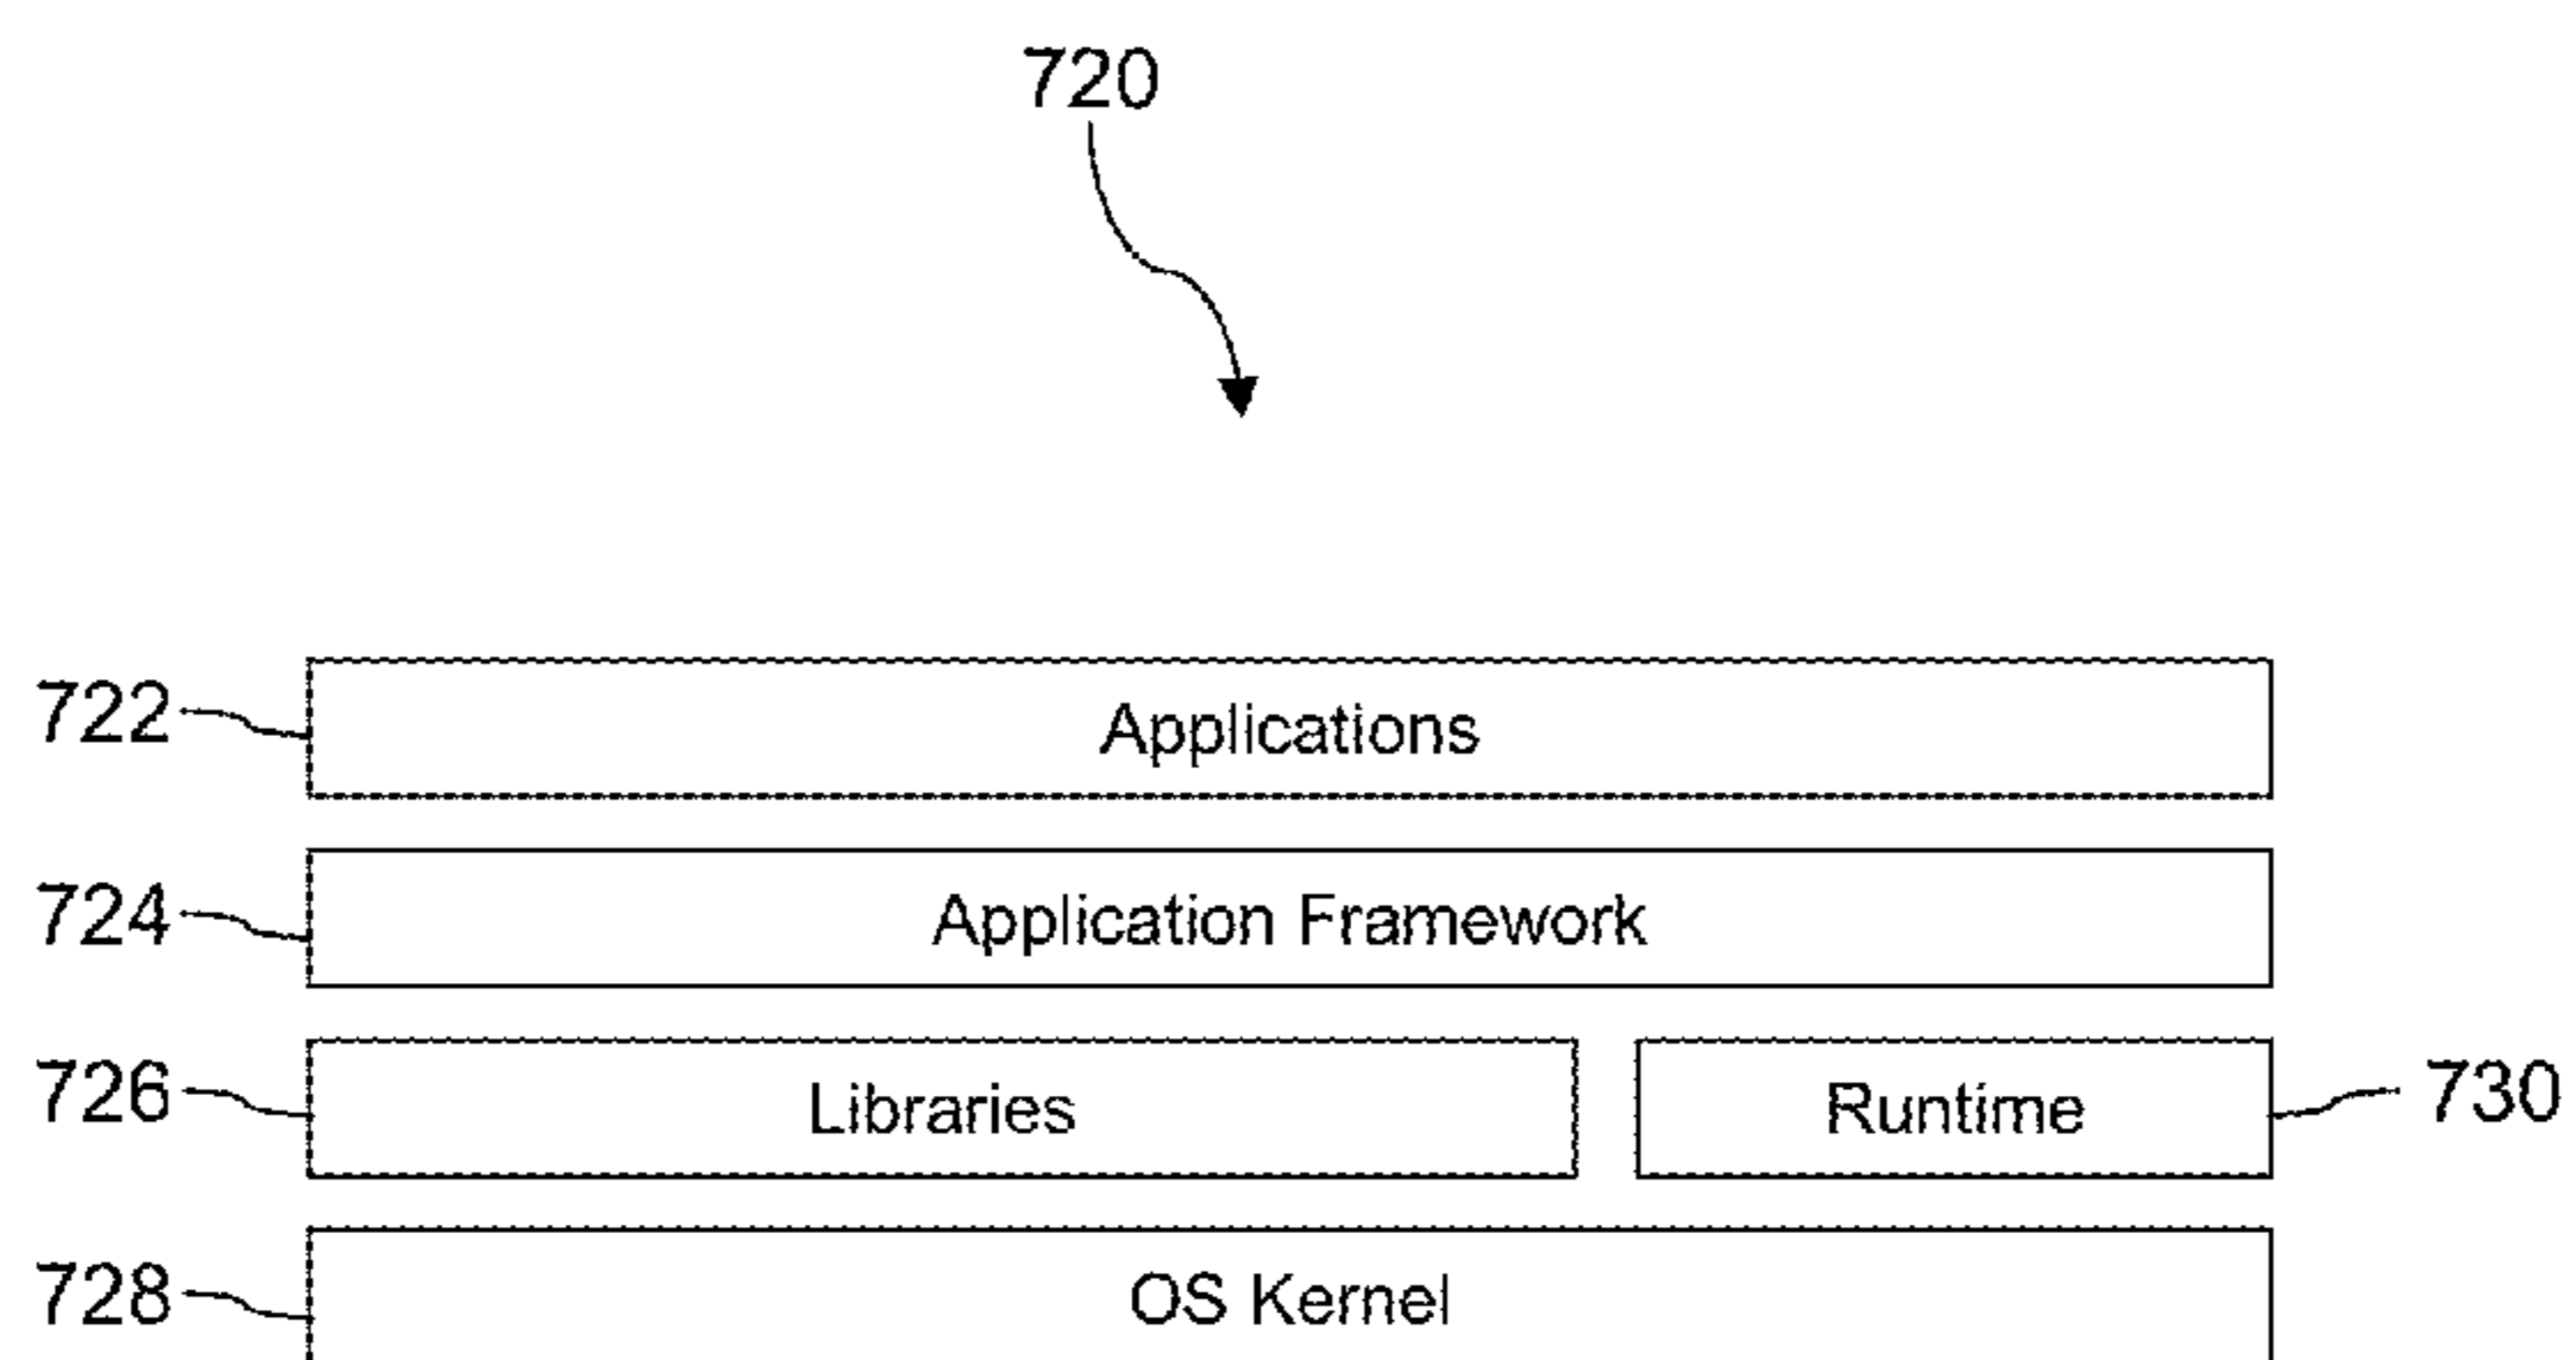 720
722 Applications
724 Application Framework
726 Libraries Runtime 730
728 OS Kernel